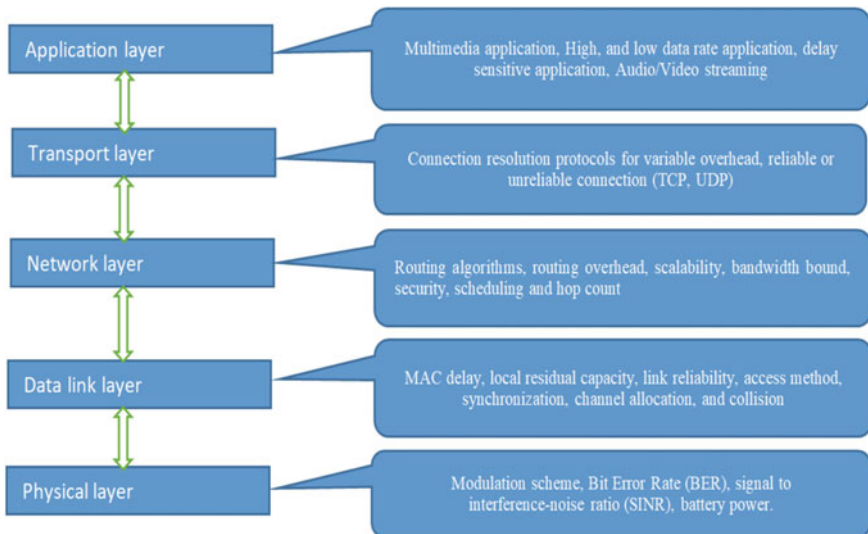 Application layer
Multimedia application, High, and low data rate application, delay
sensitive application, Audio/Video streaming
Transport layer
Connection resolution protocols for variable overhead, reliable or
unreliable connection (TCP, UDP)
Network layer
Routing algorithms, routing overhead, scalability, bandwidth bound,
security, scheduling and hop count
Data link layer
MAC delay, local residual capacity, link reliability, access method,
synchronization, channel allocation, and collision
Physical layer
Modulation scheme, Bit Error Rate (BER), signal to
interference-noise ratio (SINR), battery power.